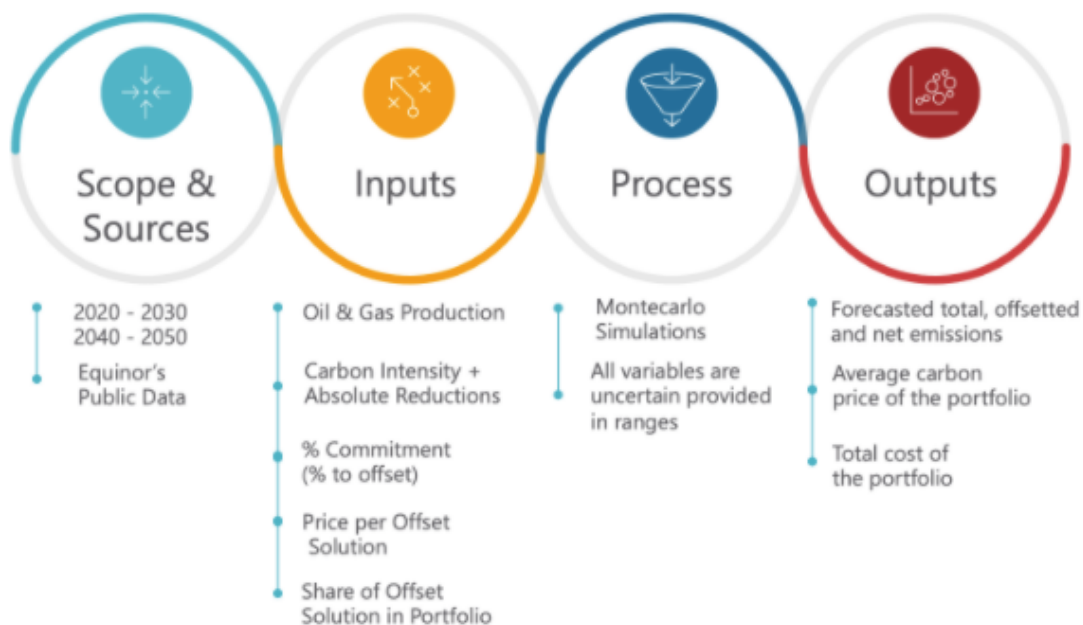 Scope &
Sources
2020 - 2030
2040 - 2050
Equinor's
Public Data
Inputs
Oil & Gas Production
Carbon Intensity +
Absolute Reductions
% Commitment
(% to offset)
Price per Offset
Solution
Share of Offset
Solution in Portfolio
Process
Montecarlo
Simulations
All variables are
uncertain provided
in ranges
Outputs
Forecasted total, offsetted
and net emissions
Average carbon
price of the portfolio
Total cost of
the portfolio